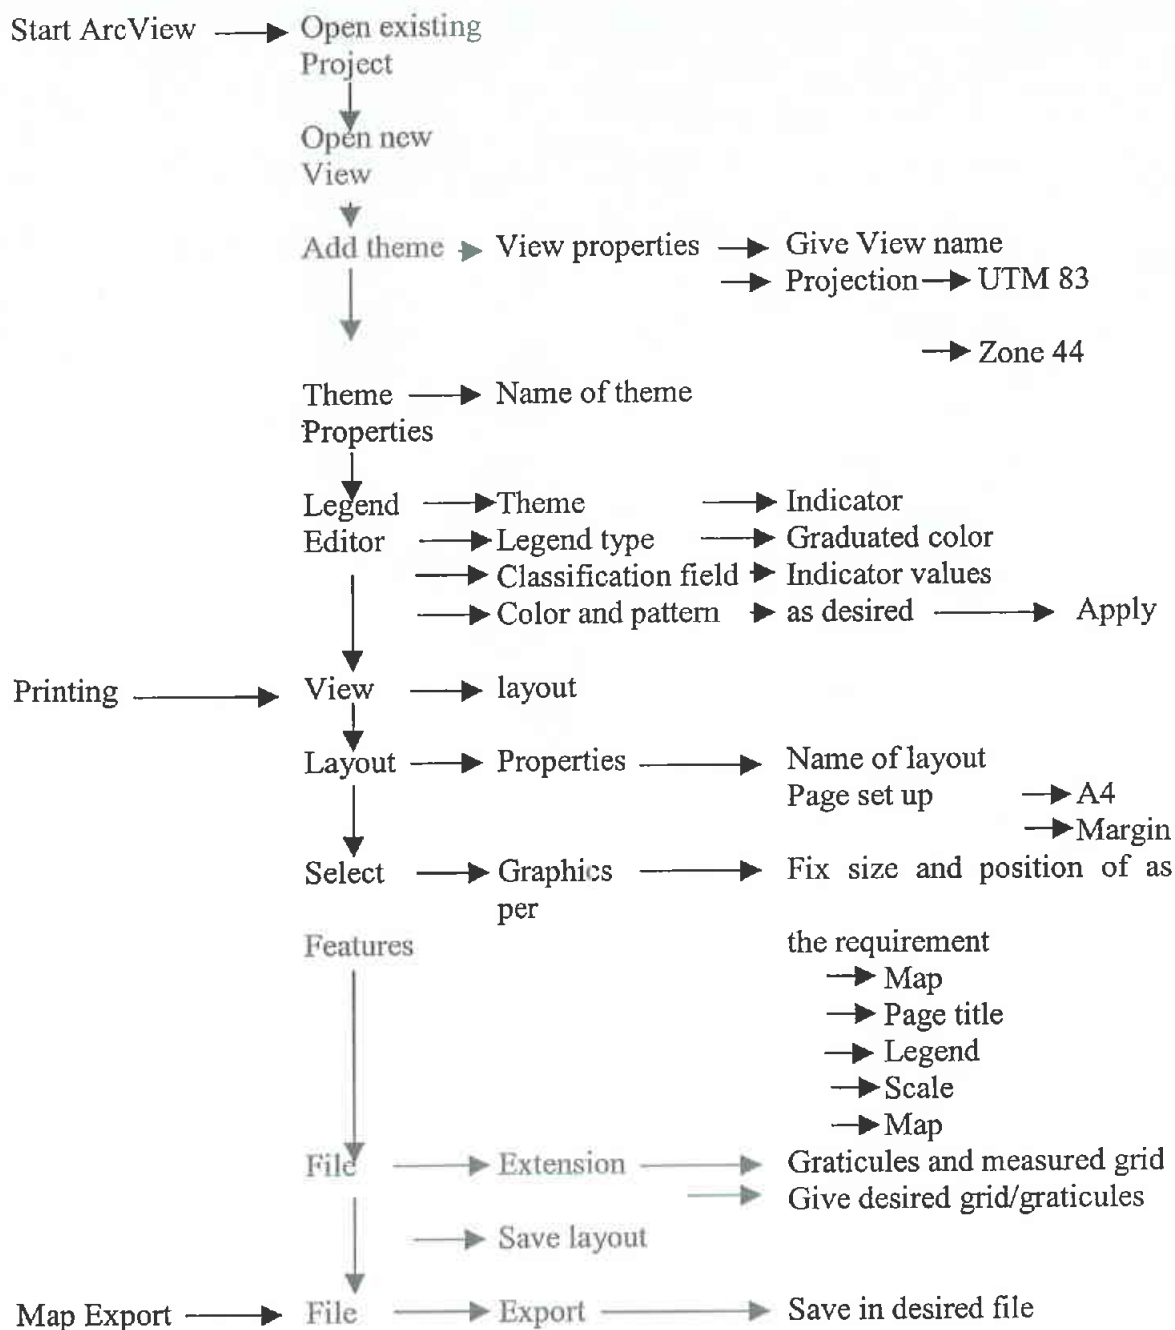 Start ArcView Open existing
Project
Open new
View
Add theme View properties Give View name
Projection UTM 83
Zone 44
Theme Name of theme
Properties
Legend Theme Indicator
Editor Legend type Graduated color
Classification field Indicator values
Color and pattern as desired Apply
Printing View layout
Layout Properties Name of layout
Page set up A4
Margin
Select Graphics Fix size and position of as
per
Features the requirement
Map
Page title
Legend
Scale
Map
File Extension Graticules and measured grid
Give desired grid/graticules
Save layout
Map Export File Export Save in desired file